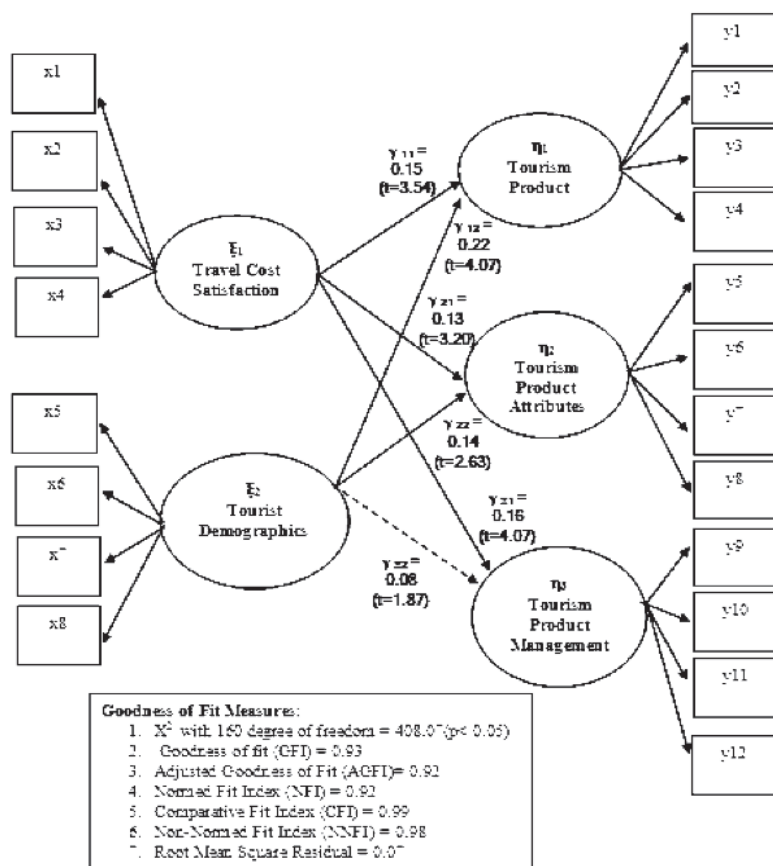 x1
x2
x3
x4
x5
x6
x7
x8
ξ1
Travel Cost
Satisfaction
ξ2
Tourist
Demographics
γ 11 =
0.15
(t=3.54)
γ 12 =
0.22
(t=4.07)
γ 21 =
0.13
(t=3.20)
γ 22 =
0.14
(t=2.63)
γ 31 =
0.16
(t=4.07)
γ 32 =
0.08
(t=1.87)
η1
Tourism
Product
η2
Tourism
Product
Attributes
η3
Tourism
Product
Management
y1
y2
y3
y4
y5
y6
y7
y8
y9
y10
y11
y12
Goodness of Fit Measures:
1. X² with 160 degree of freedom = 408.07(p< 0.05)
2. Goodness of fit (GFI) = 0.93
3. Adjusted Goodness of Fit (AGFI)= 0.92
4. Normed Fit Index (NFI) = 0.92
5. Comparative Fit Index (CFI) = 0.99
6. Non-Normed Fit Index (NNFI) = 0.98
7. Root Mean Square Residual = 0.07